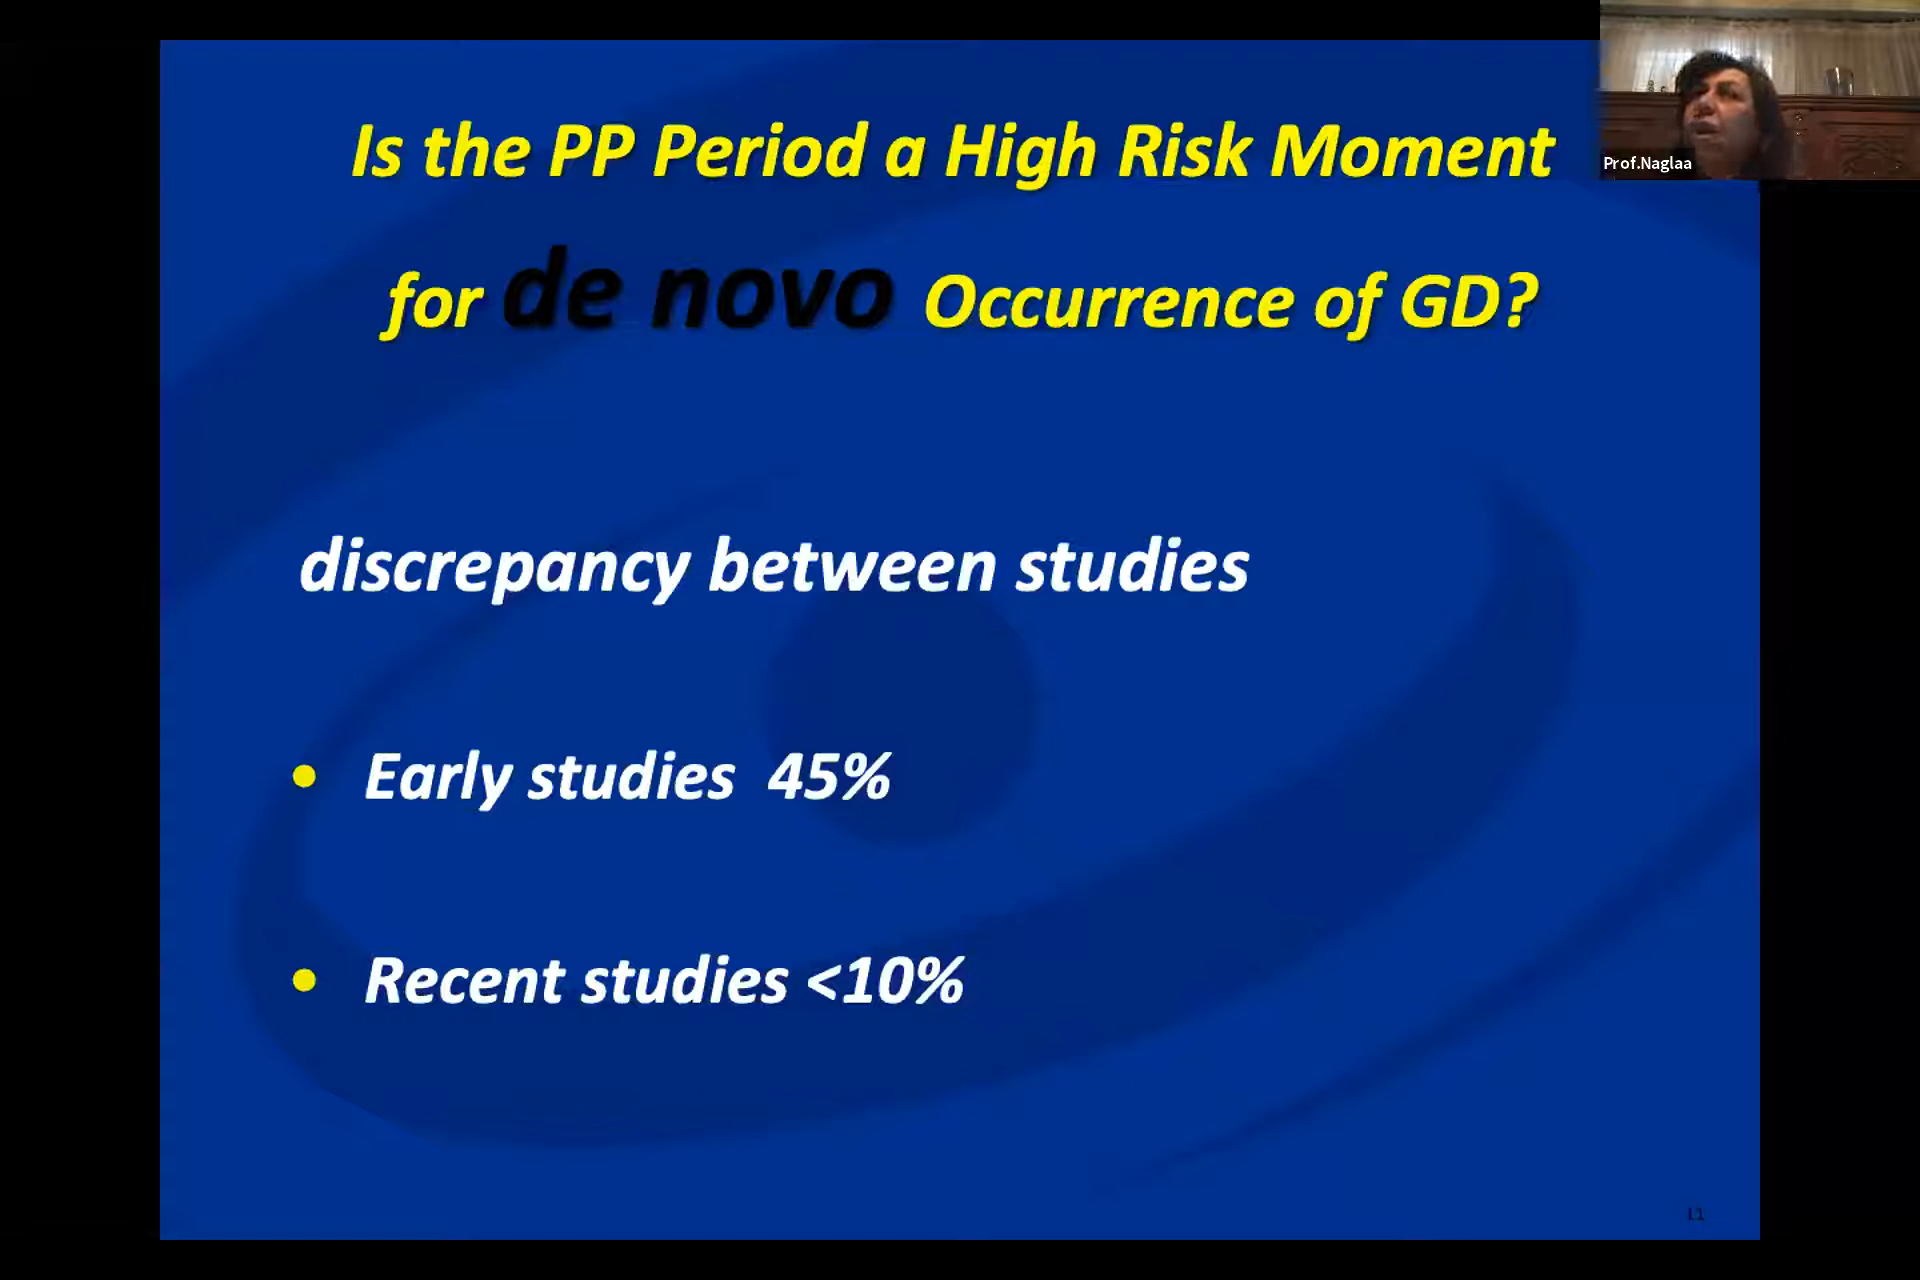 Is the PP Period a High Risk Moment
for de novo Occurrence of GD?
Prof.Naglaa
discrepancy between studies
• Early studies 45%
• Recent studies <10%
11